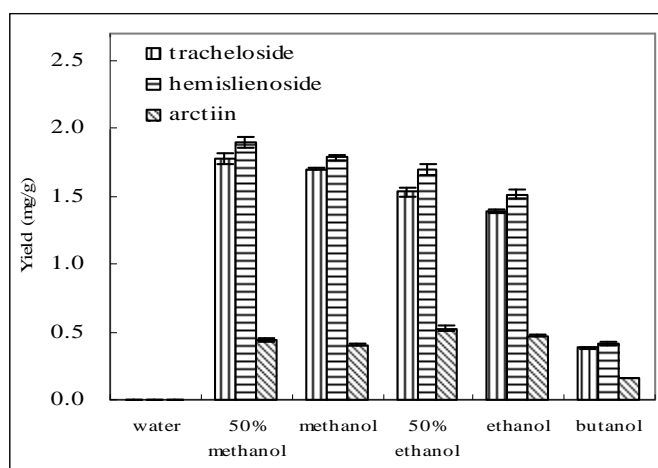 tracheloside
hemislienoside
arctiin
Yield (mg/g)
2.5
2.0
1.5
1.0
0.5
0.0
water
50%
methanol
methanol
50%
ethanol
ethanol
butanol